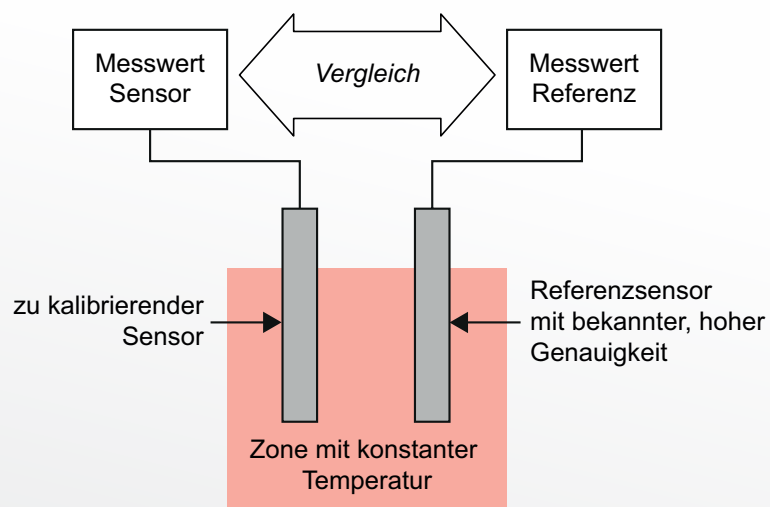 Messwert
Sensor
Vergleich
Messwert
Referenz
zu kalibrierender
Sensor
Referenzsensor
mit bekannter, hoher
Genauigkeit
Zone mit konstanter
Temperatur